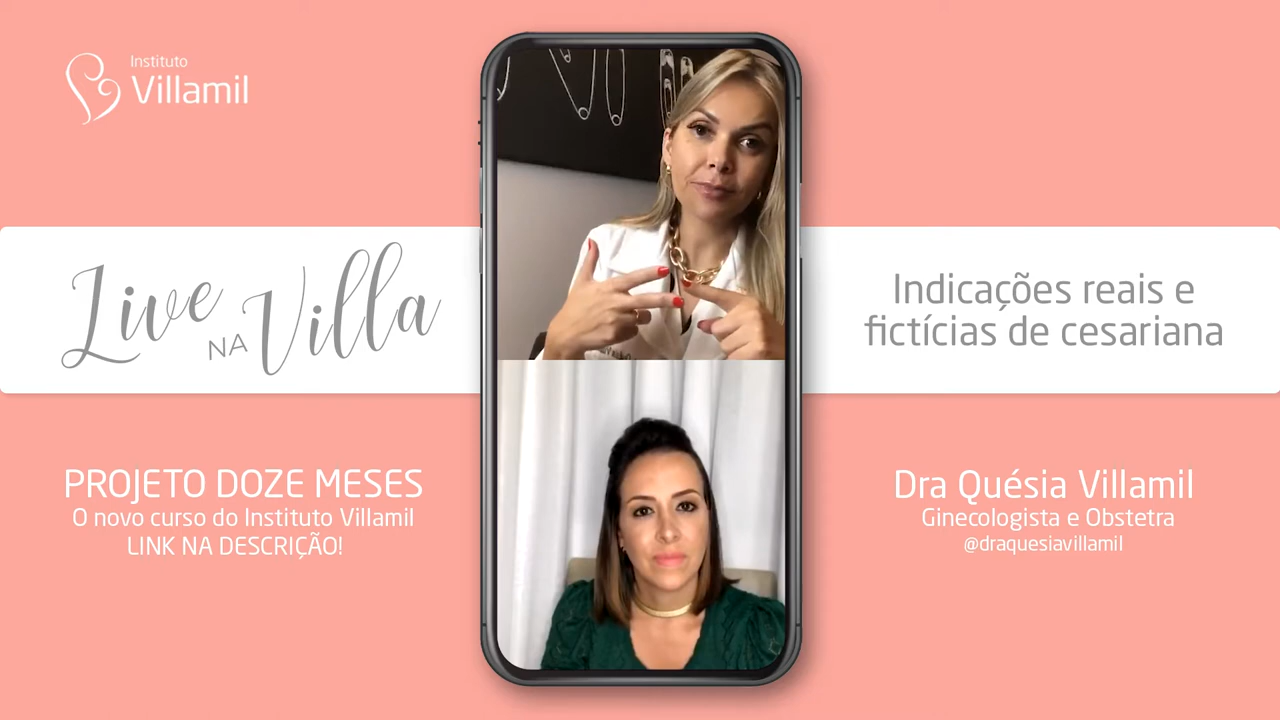 Instituto
Villamil
Live NA Villa
Indicações reais e
fictícias de cesariana
PROJETO DOZE MESES
O novo curso do Instituto Villamil
LINK NA DESCRIÇÃO!
Dra Quésia Villamil
Ginecologista e Obstetra
@draquesiavillamil